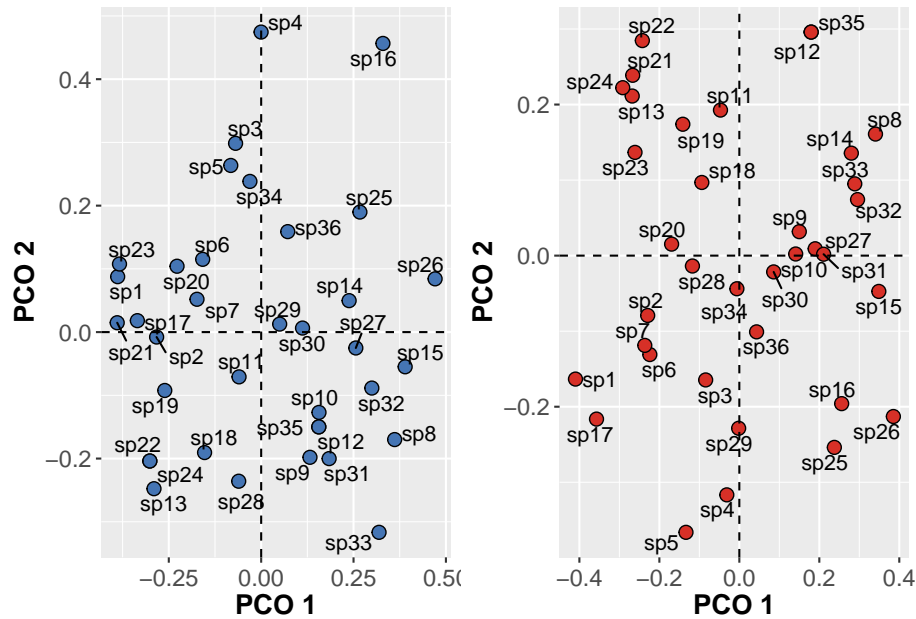 sp4
sp16
0.4
sp3
sp5
sp34
sp25
0.2
sp36
sp23
sp6
sp26
sp1
sp20
sp14
sp7
sp29
0.0
sp17
sp27
sp21
sp2
sp30
sp15
sp11
sp19
sp10
sp32
sp35
sp8
sp22
sp18
sp12
−0.2
sp24
sp9
sp31
sp13
sp28
sp33
−0.25
0.00
0.25
0.50
PCO 1
PCO 2
sp22
sp35
sp12
sp21
sp24
sp11
sp13
0.2
sp8
sp19
sp14
sp23
sp33
sp18
sp32
sp9
sp20
sp27
0.0
sp10
sp31
sp28
sp30
sp15
sp2
sp34
sp7
sp36
sp6
sp1
sp3
sp16
−0.2
sp17
sp29
sp26
sp25
sp4
sp5
−0.4
−0.2
0.0
0.2
0.4
PCO 1
PCO 2